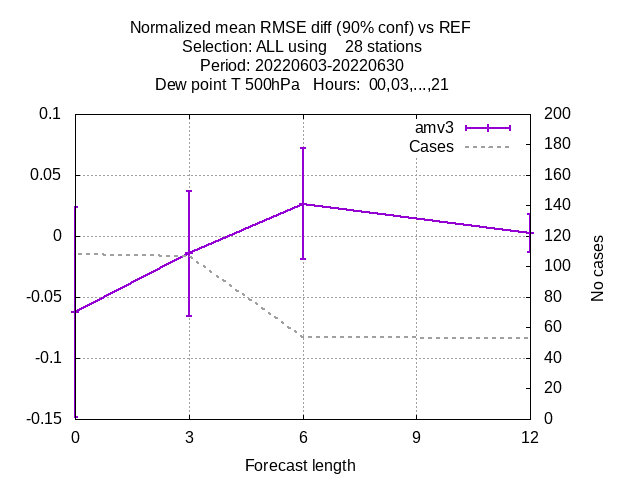 Normalized mean RMSE diff (90% conf) vs REF
Selection: ALL using    28 stations
Period: 20220603-20220630
Dew point T 500hPa   Hours:  00,03,...,21
amv3
Cases
0.1
0.05
0
-0.05
-0.1
-0.15
200
180
160
140
120
100
80
60
40
20
0
No cases
0
3
6
9
12
Forecast length